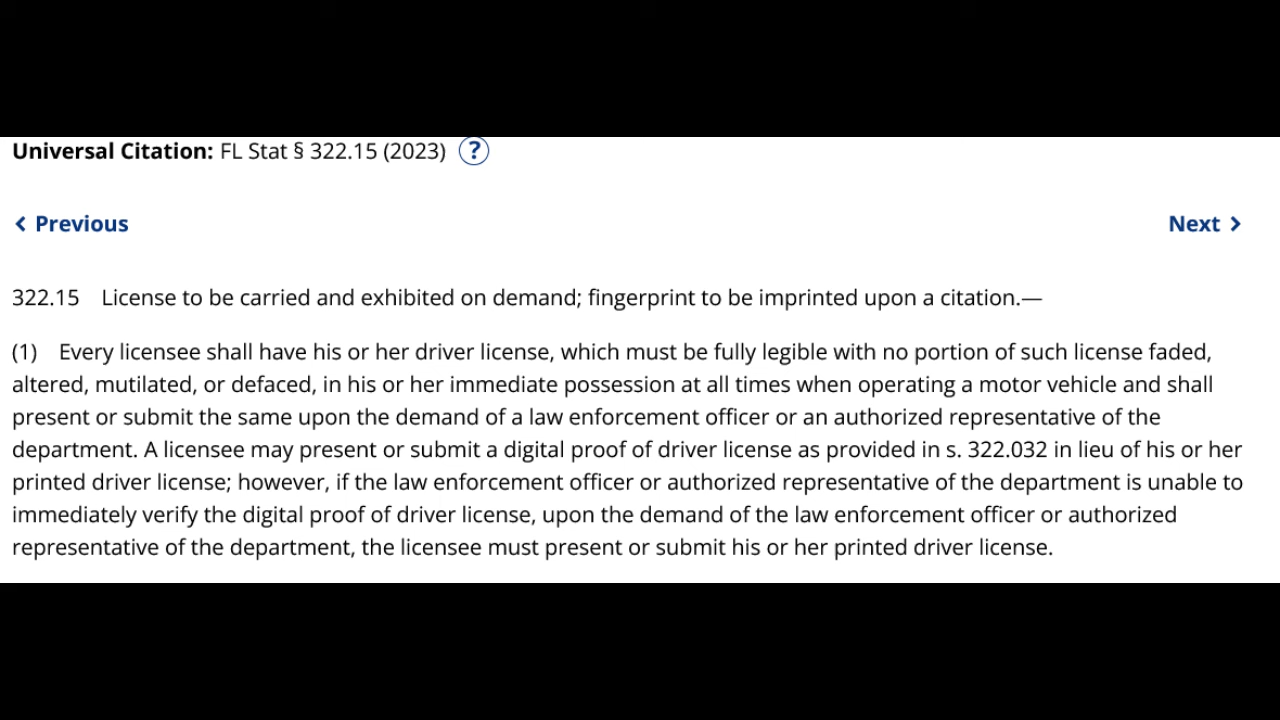 Universal Citation: FL Stat § 322.15 (2023) ?
Previous
Next
322.15 License to be carried and exhibited on demand; fingerprint to be imprinted upon a citation.—
(1) Every licensee shall have his or her driver license, which must be fully legible with no portion of such license faded,
altered, mutilated, or defaced, in his or her immediate possession at all times when operating a motor vehicle and shall
present or submit the same upon the demand of a law enforcement officer or an authorized representative of the
department. A licensee may present or submit a digital proof of driver license as provided in s. 322.032 in lieu of his or her
printed driver license; however, if the law enforcement officer or authorized representative of the department is unable to
immediately verify the digital proof of driver license, upon the demand of the law enforcement officer or authorized
representative of the department, the licensee must present or submit his or her printed driver license.